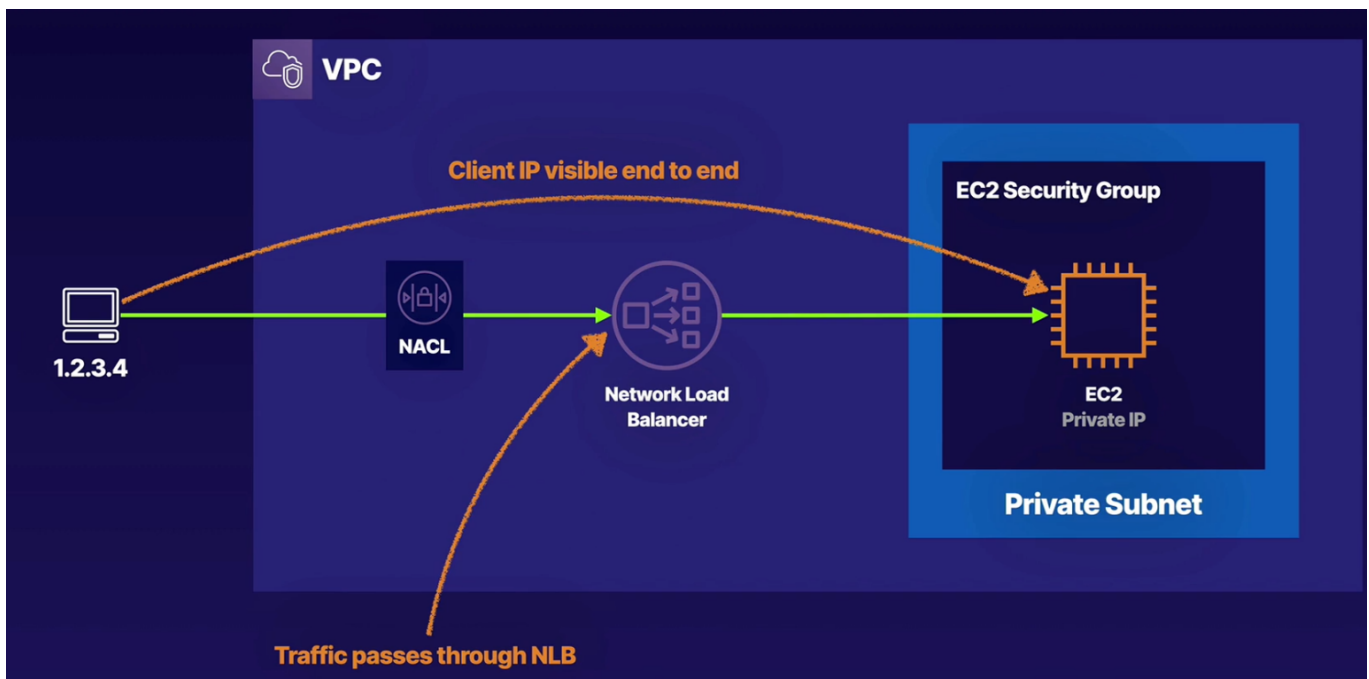 VPC
Client IP visible end to end
EC2 Security Group
1.2.3.4
NACL
Network Load
Balancer
EC2
Private IP
Private Subnet
Traffic passes through NLB